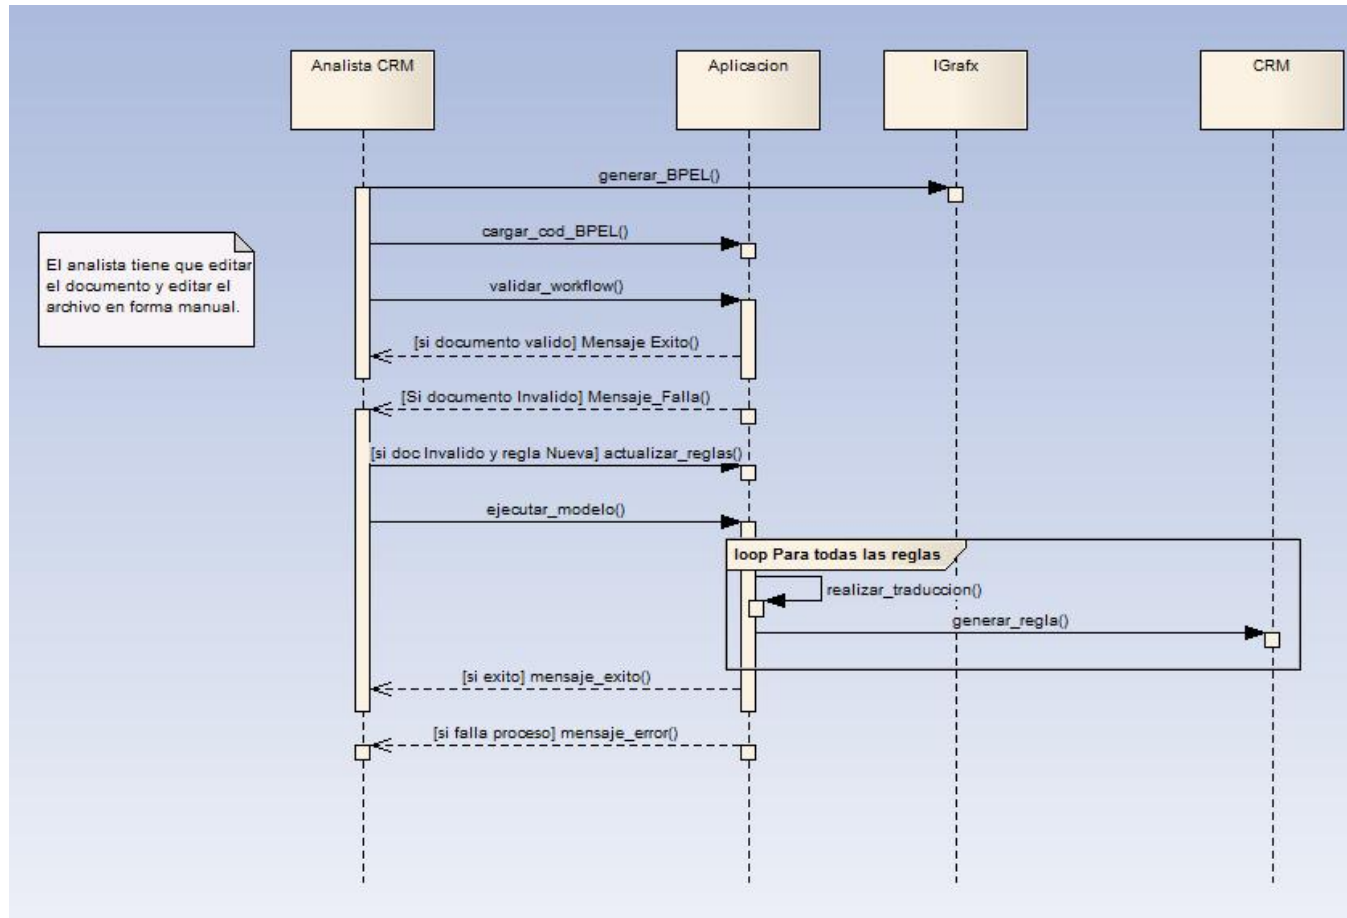 Analista CRM
Aplicacion
IGrafx
CRM
generar_BPEL()
cargar_cod_BPEL()
El analista tiene que editar
el documento y editar el
archivo en forma manual.
validar_workflow()
[si documento valido] Mensaje Exito()
[Si documento Invalido] Mensaje_Falla()
[si doc Invalido y regla Nueva] actualizar_reglas()
ejecutar_modelo()
loop Para todas las reglas
realizar_traduccion()
generar_regla()
[si exito] mensaje_exito()
[si falla proceso] mensaje_error()